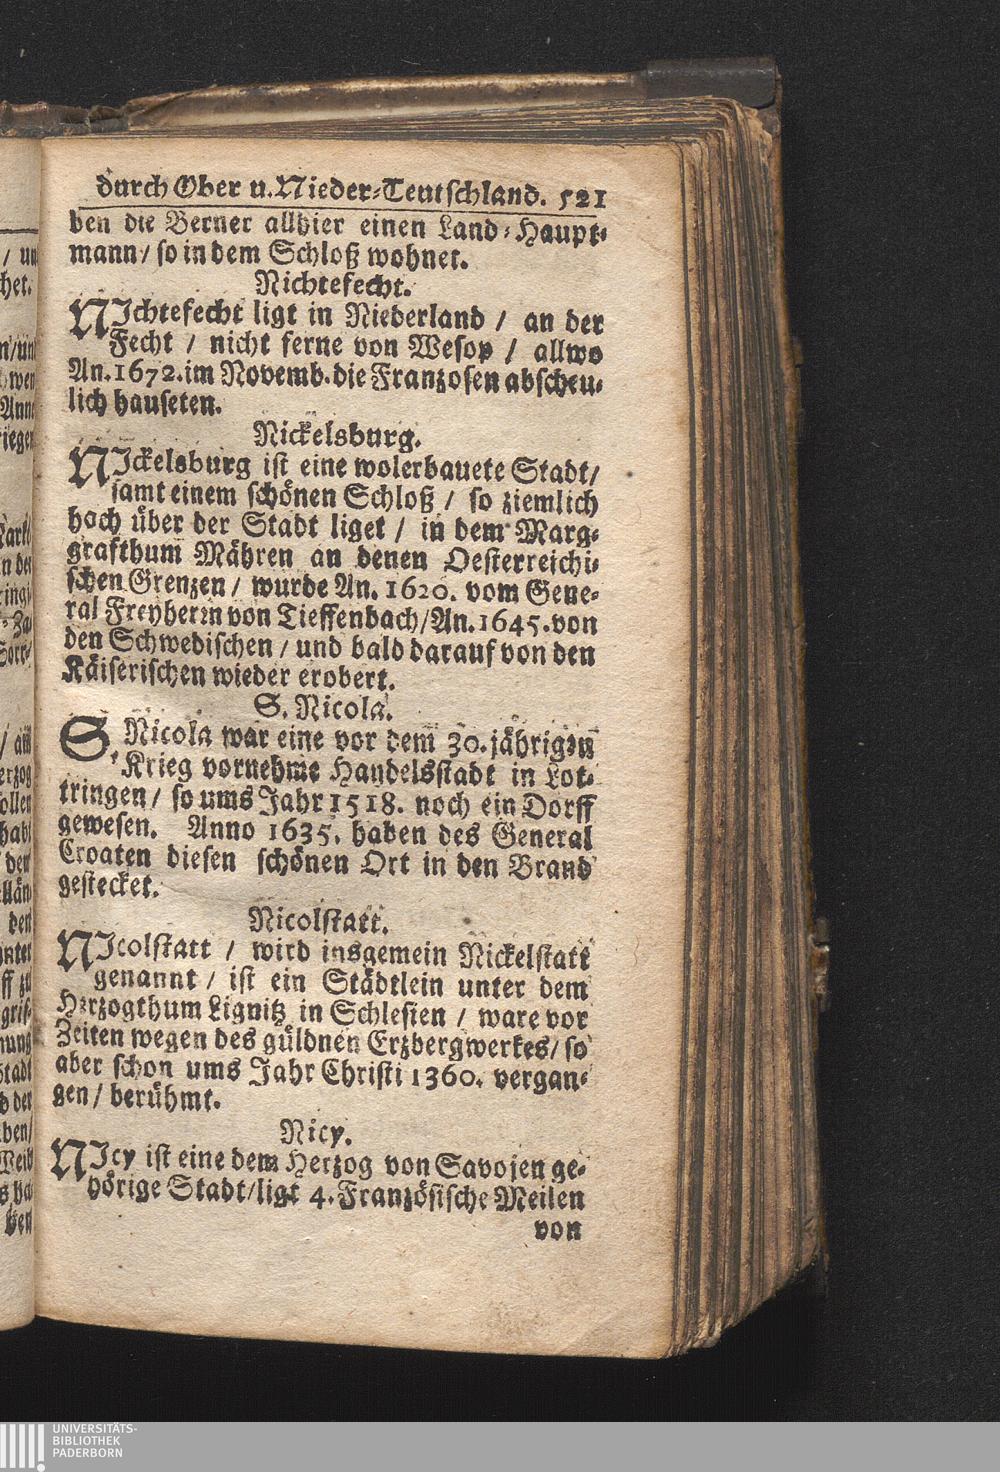 durch Ober u. Nieder-Teutschland. 521
ben die Berner allhier einen Land-Haupt-
mann/ so in dem Schloß wohnet.
Nichtefecht.
NIchtefecht ligt in Niederland / an der
Fecht / nicht ferne von Wesop / allwo
An. 1672. im Novemb. die Franzosen abscheu-
lich hauseten.
Nickelsburg.
NIckelsburg ist eine wolerbauete Stadt/
samt einem schönen Schloß / so ziemlich
hoch über der Stadt liget / in dem Marg-
grafthum Mähren an denen Oesterreichi-
schen Grenzen / wurde An. 1620. vom Gene-
ral Freyherrn von Tieffenbach/ An. 1645. von
den Schwedischen / und bald darauf von den
Käiserischen wieder erobert.
S. Nicola.
S. Nicola war eine vor dem 30. jährigen
Krieg vornehme Handelsstadt in Lot-
tringen / so ums Jahr 1518. noch ein Dorff
gewesen. Anno 1635. haben des General
Croaten diesen schönen Ort in den Brand
gestecket.
Nicolstatt.
NIcolstatt / wird insgemein Nickelstatt
genannt / ist ein Städtlein unter dem
Herzogthum Lignitz in Schlesien / ware vor
Zeiten wegen des güldnen Erzbergwerkes/ so
aber schon ums Jahr Christi 1360. vergan-
gen / berühmt.
Nicy.
NIcy ist eine dem Herzog von Savojen ge-
hörige Stadt/ ligt 4. Französische Meilen
von
UNIVERSITÄTS-
BIBLIOTHEK
PADERBORN